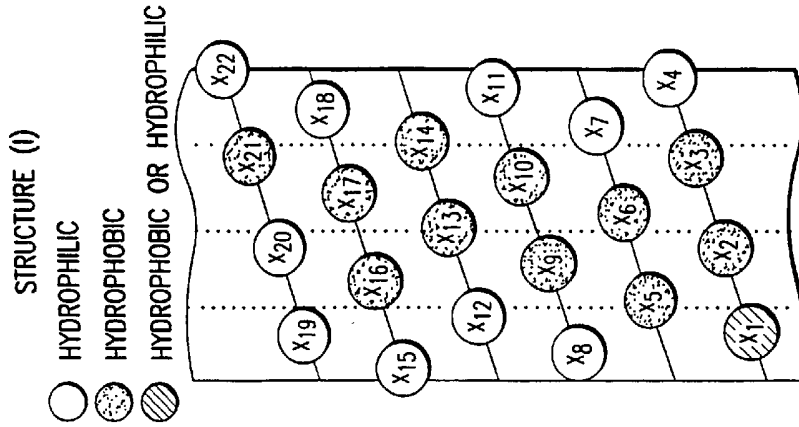 STRUCTURE (I)
HYDROPHILIC
HYDROPHOBIC
HYDROPHOBIC OR HYDROPHILIC
X22
X21
X20
X19
X18
X17
X16
X15
X14
X13
X12
X11
X10
X9
X8
X7
X6
X5
X4
X3
X2
X1